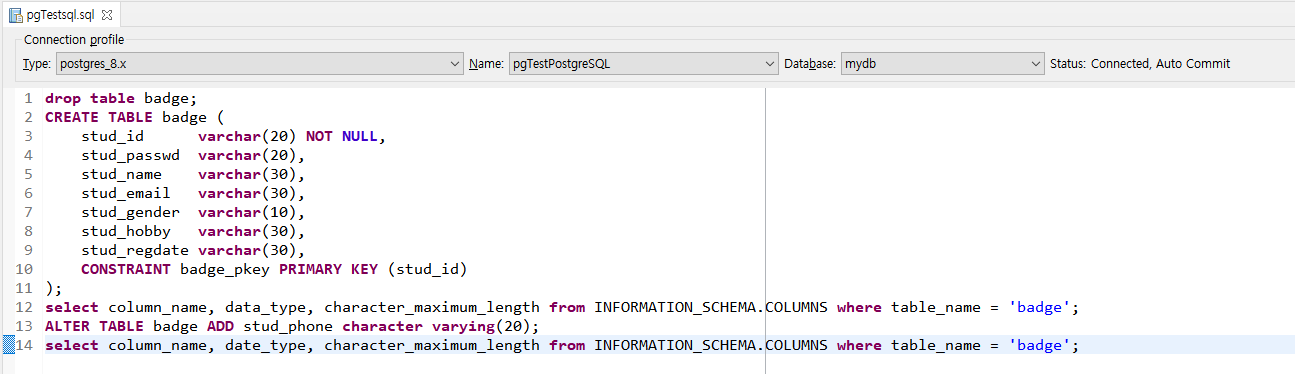 pgTestsql.sql
Connection profile
Type: postgres_8.x Name: pgTestPostgreSQL Database: mydb Status: Connected, Auto Commit
1 drop table badge;
2 CREATE TABLE badge (
3 stud_id varchar(20) NOT NULL,
4 stud_passwd varchar(20),
5 stud_name varchar(30),
6 stud_email varchar(30),
7 stud_gender varchar(10),
8 stud_hobby varchar(30),
9 stud_regdate varchar(30),
10 CONSTRAINT badge_pkey PRIMARY KEY (stud_id)
11 );
12 select column_name, data_type, character_maximum_length from INFORMATION_SCHEMA.COLUMNS where table_name = 'badge';
13 ALTER TABLE badge ADD stud_phone character varying(20);
14 select column_name, date_type, character_maximum_length from INFORMATION_SCHEMA.COLUMNS where table_name = 'badge';